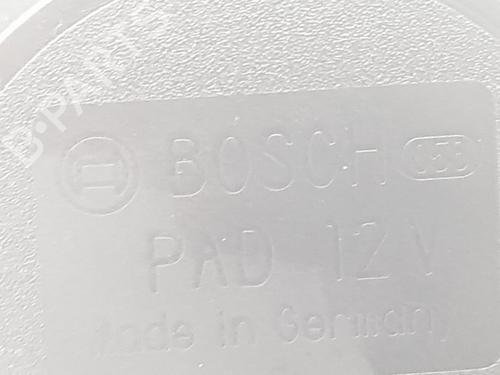 B-PARTS
BOSCH
PAD 12V
Made in Germany